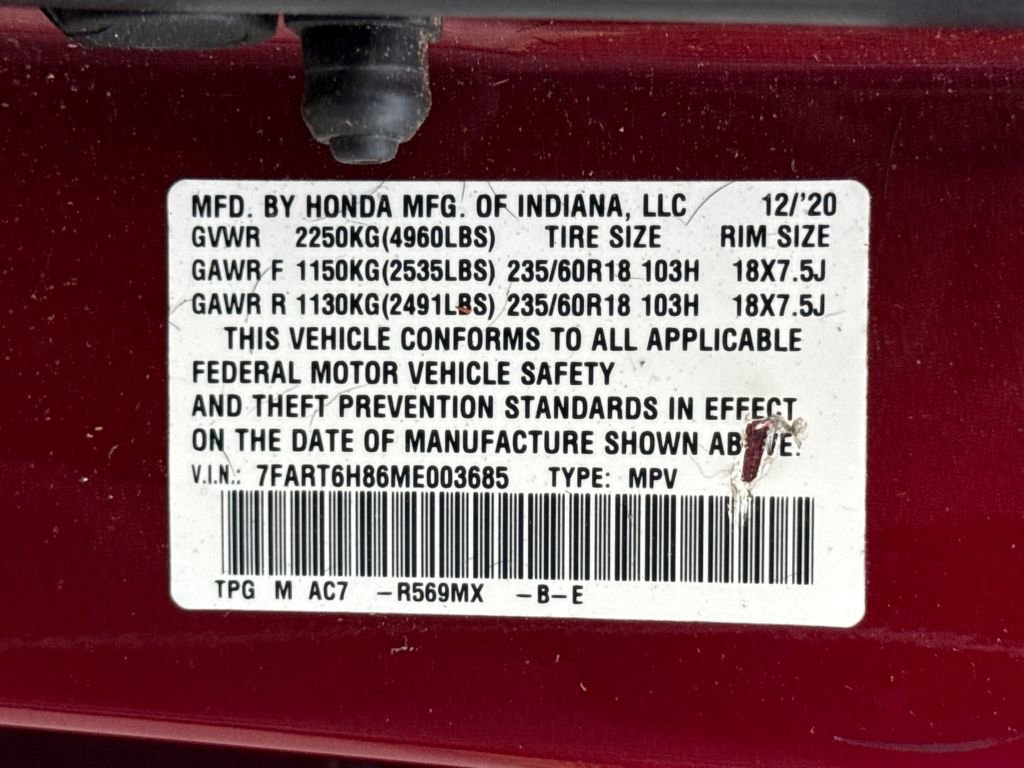 MFD. BY HONDA MFG. OF INDIANA, LLC 12/'20
GVWR 2250KG(4960LBS) TIRE SIZE RIM SIZE
GAWR F 1150KG(2535LBS) 235/60R18 103H 18X7.5J
GAWR R 1130KG(2491LBS) 235/60R18 103H 18X7.5J
THIS VEHICLE CONFORMS TO ALL APPLICABLE
FEDERAL MOTOR VEHICLE SAFETY
AND THEFT PREVENTION STANDARDS IN EFFECT
ON THE DATE OF MANUFACTURE SHOWN ABOVE.
V.I.N.: 7FART6H86ME003685 TYPE: MPV
TPG M AC7 -R569MX -B-E